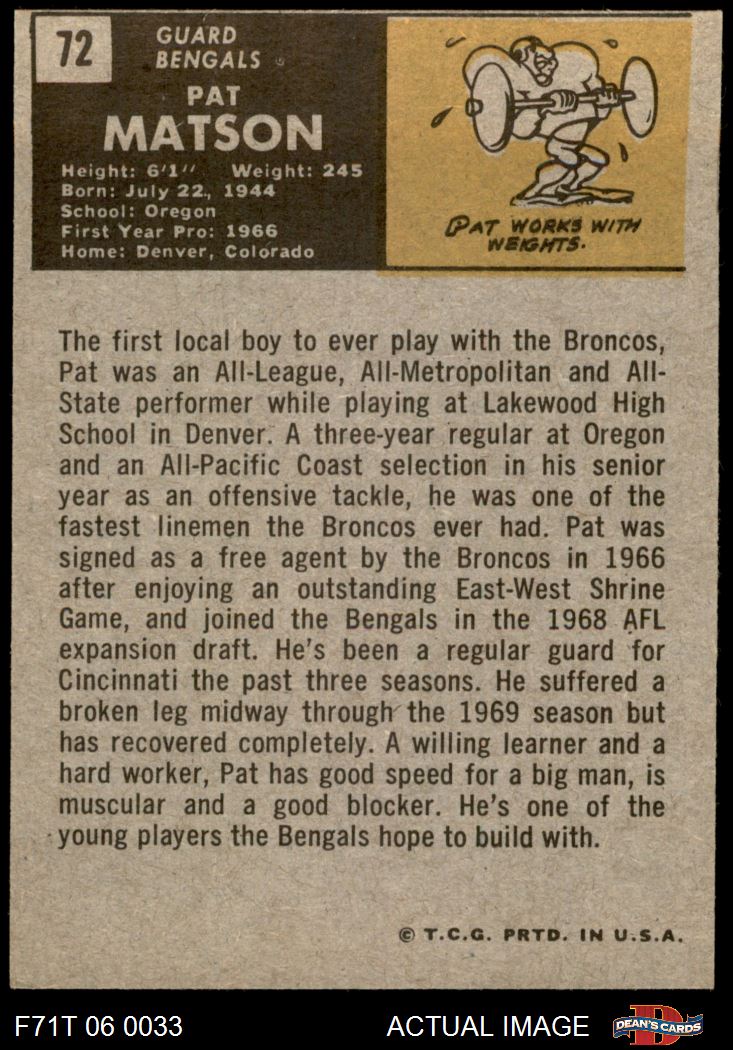 72
GUARD
BENGALS
PAT
MATSON
Height: 6'1" Weight: 245
Born: July 22, 1944
School: Oregon
First Year Pro: 1966
Home: Denver, Colorado
PAT WORKS WITH
WEIGHTS.
The first local boy to ever play with the Broncos,
Pat was an All-League, All-Metropolitan and All-
State performer while playing at Lakewood High
School in Denver. A three-year regular at Oregon
and an All-Pacific Coast selection in his senior
year as an offensive tackle, he was one of the
fastest linemen the Broncos ever had. Pat was
signed as a free agent by the Broncos in 1966
after enjoying an outstanding East-West Shrine
Game, and joined the Bengals in the 1968 AFL
expansion draft. He's been a regular guard for
Cincinnati the past three seasons. He suffered a
broken leg midway through the 1969 season but
has recovered completely. A willing learner and a
hard worker, Pat has good speed for a big man, is
muscular and a good blocker. He's one of the
young players the Bengals hope to build with.
© T.C.G. PRTD. IN U.S.A.
F71T 06 0033 ACTUAL IMAGE DEAN'S CARDS